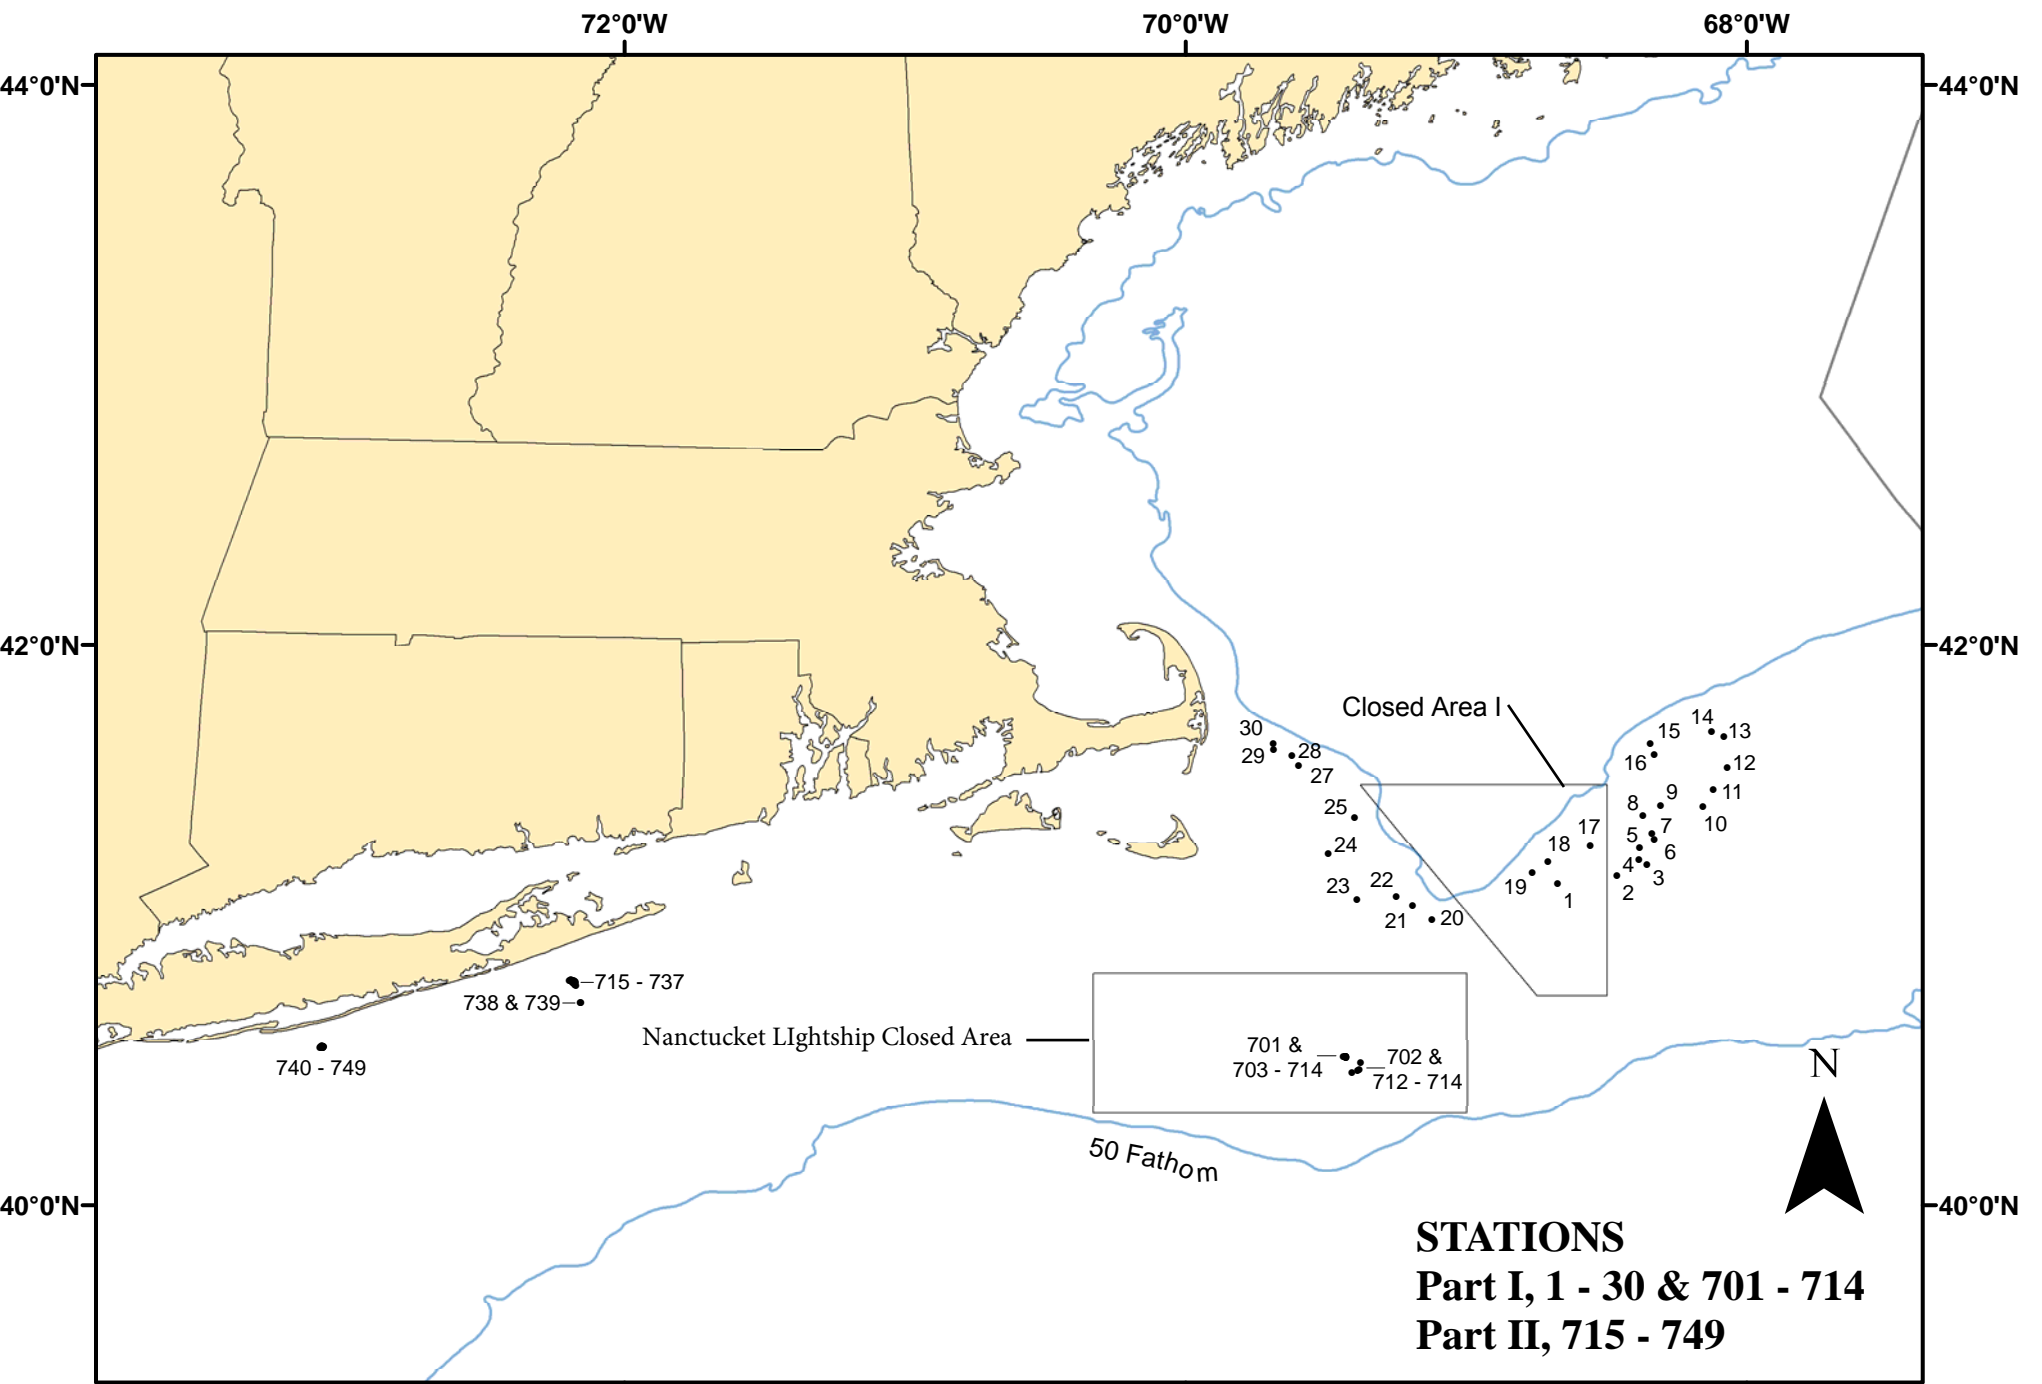 72°0'W 70°0'W 68°0'W
44°0'N 44°0'N
42°0'N 42°0'N
Closed Area I
30
29
28
27
25
24
23
22
21
20
14
13
15
16
12
11
10
9
8
7
5
6
4
3
2
17
18
19
1
715 - 737
738 & 739
740 - 749
Nanctucket LIghtship Closed Area
701 &
703 - 714
702 &
712 - 714
50 Fathom
N
40°0'N 40°0'N
STATIONS
Part I, 1 - 30 & 701 - 714
Part II, 715 - 749